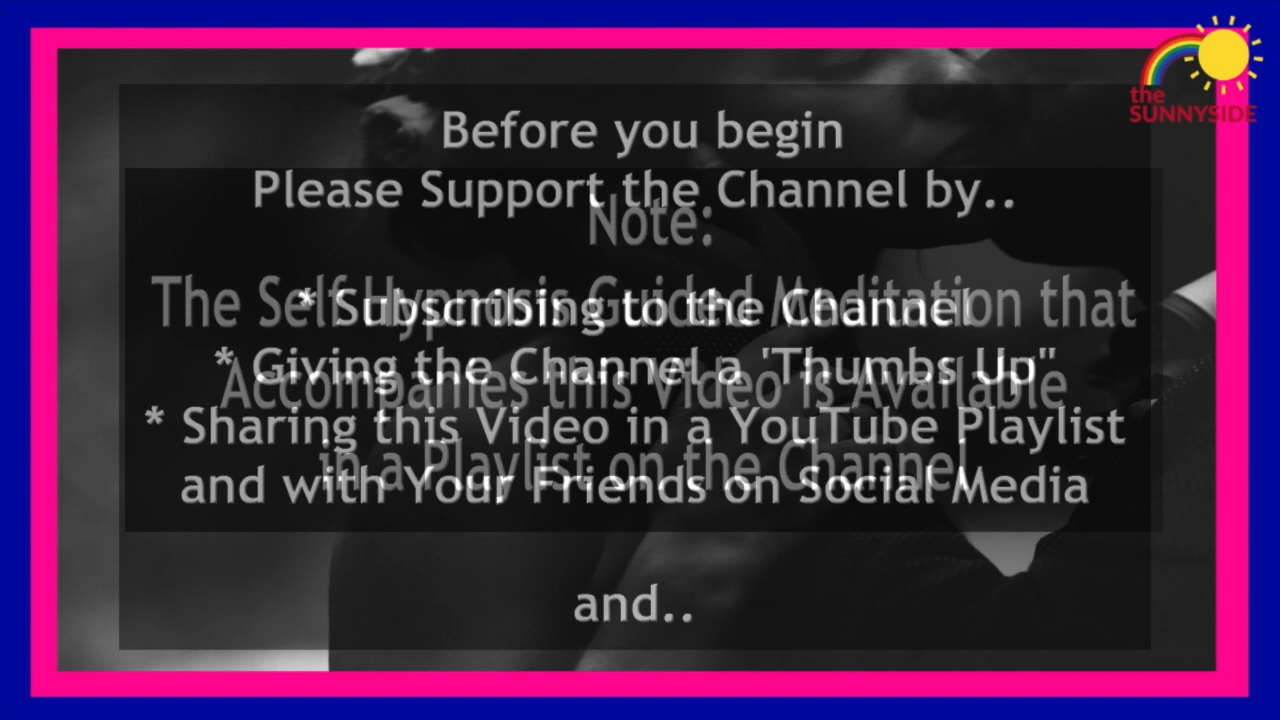 the
SUNNYSIDE
Before you begin
Please Support the Channel by..
Note:
The Self Hypnosis Guided Meditation that
* Subscribing to the Channel
* Giving the Channel a 'Thumbs Up"
Accompanies this Video is Available
* Sharing this Video in a YouTube Playlist
in a Playlist on the Channel
and with Your Friends on Social Media
and..